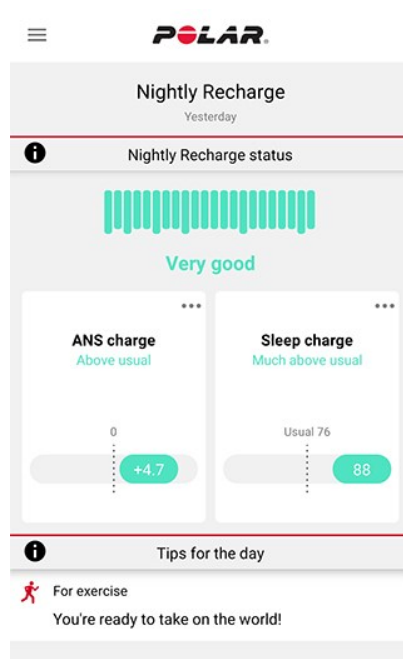 POLAR.
Nightly Recharge
Yesterday
Nightly Recharge status
Very good
ANS charge
Above usual
0
+4.7
Sleep charge
Much above usual
Usual 76
88
Tips for the day
For exercise
You're ready to take on the world!